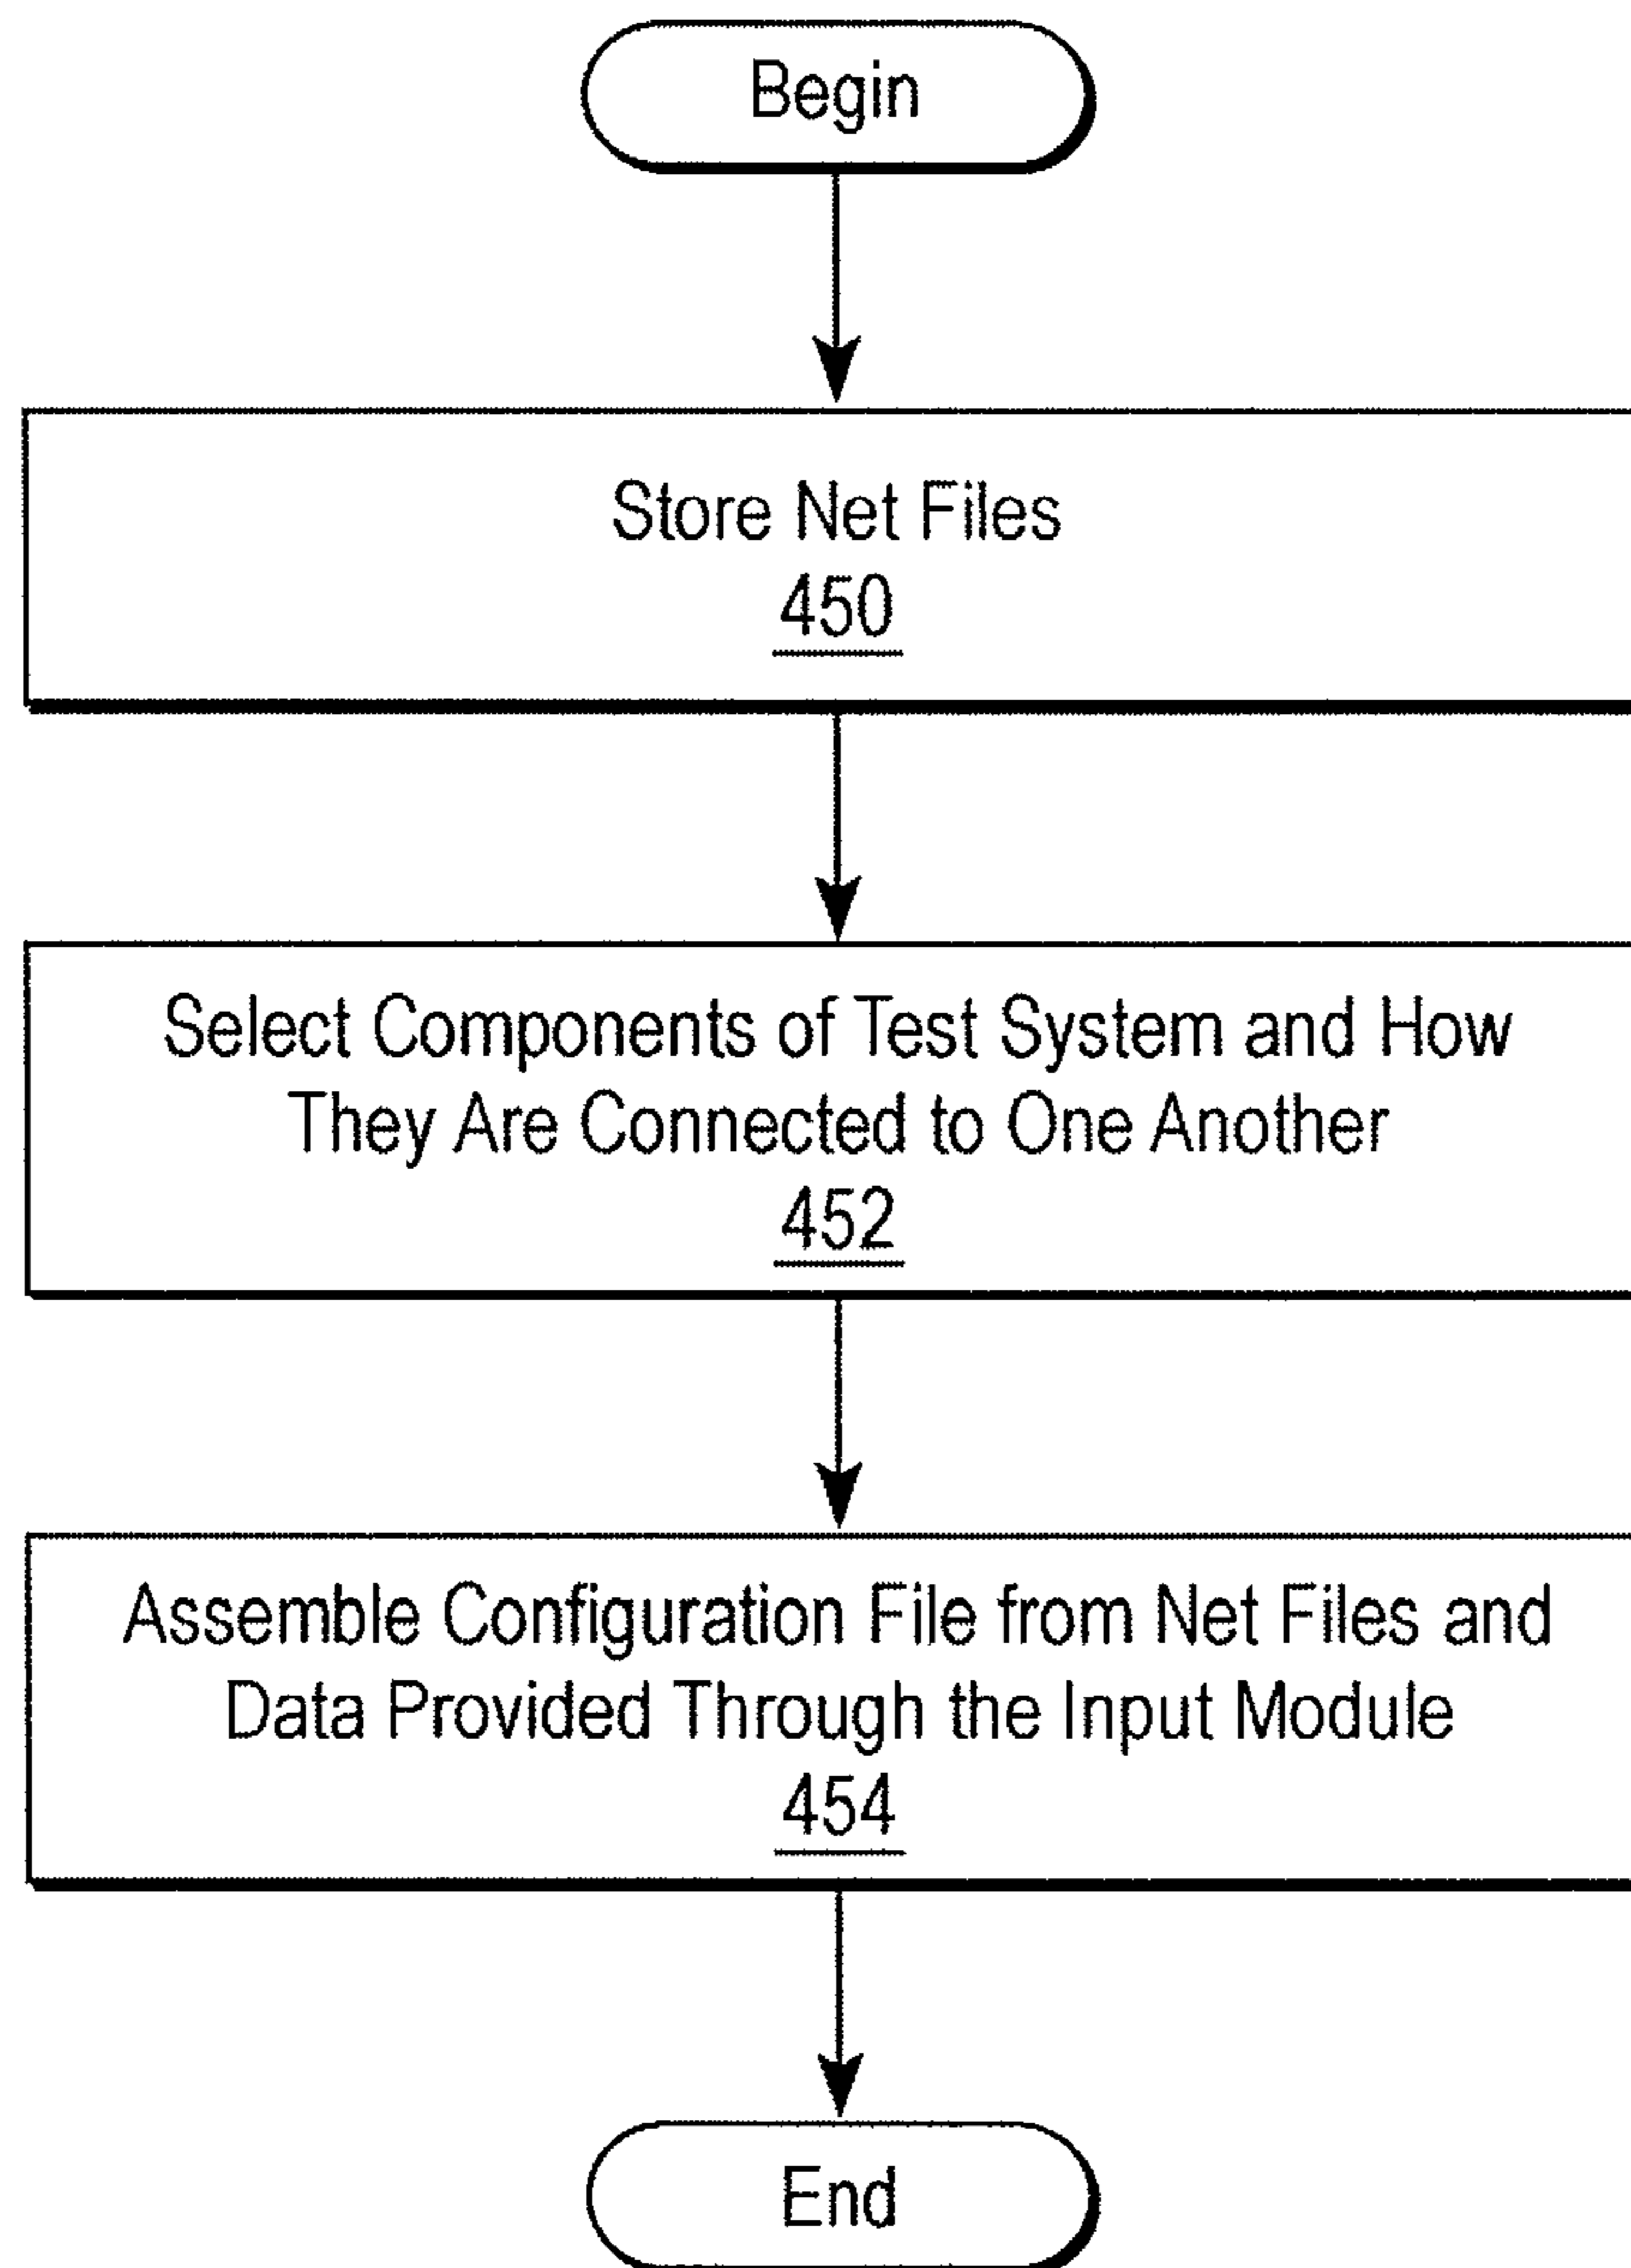 Begin
Store Net Files
450
Select Components of Test System and How
They Are Connected to One Another
452
Assemble Configuration File from Net Files and
Data Provided Through the Input Module
454
End